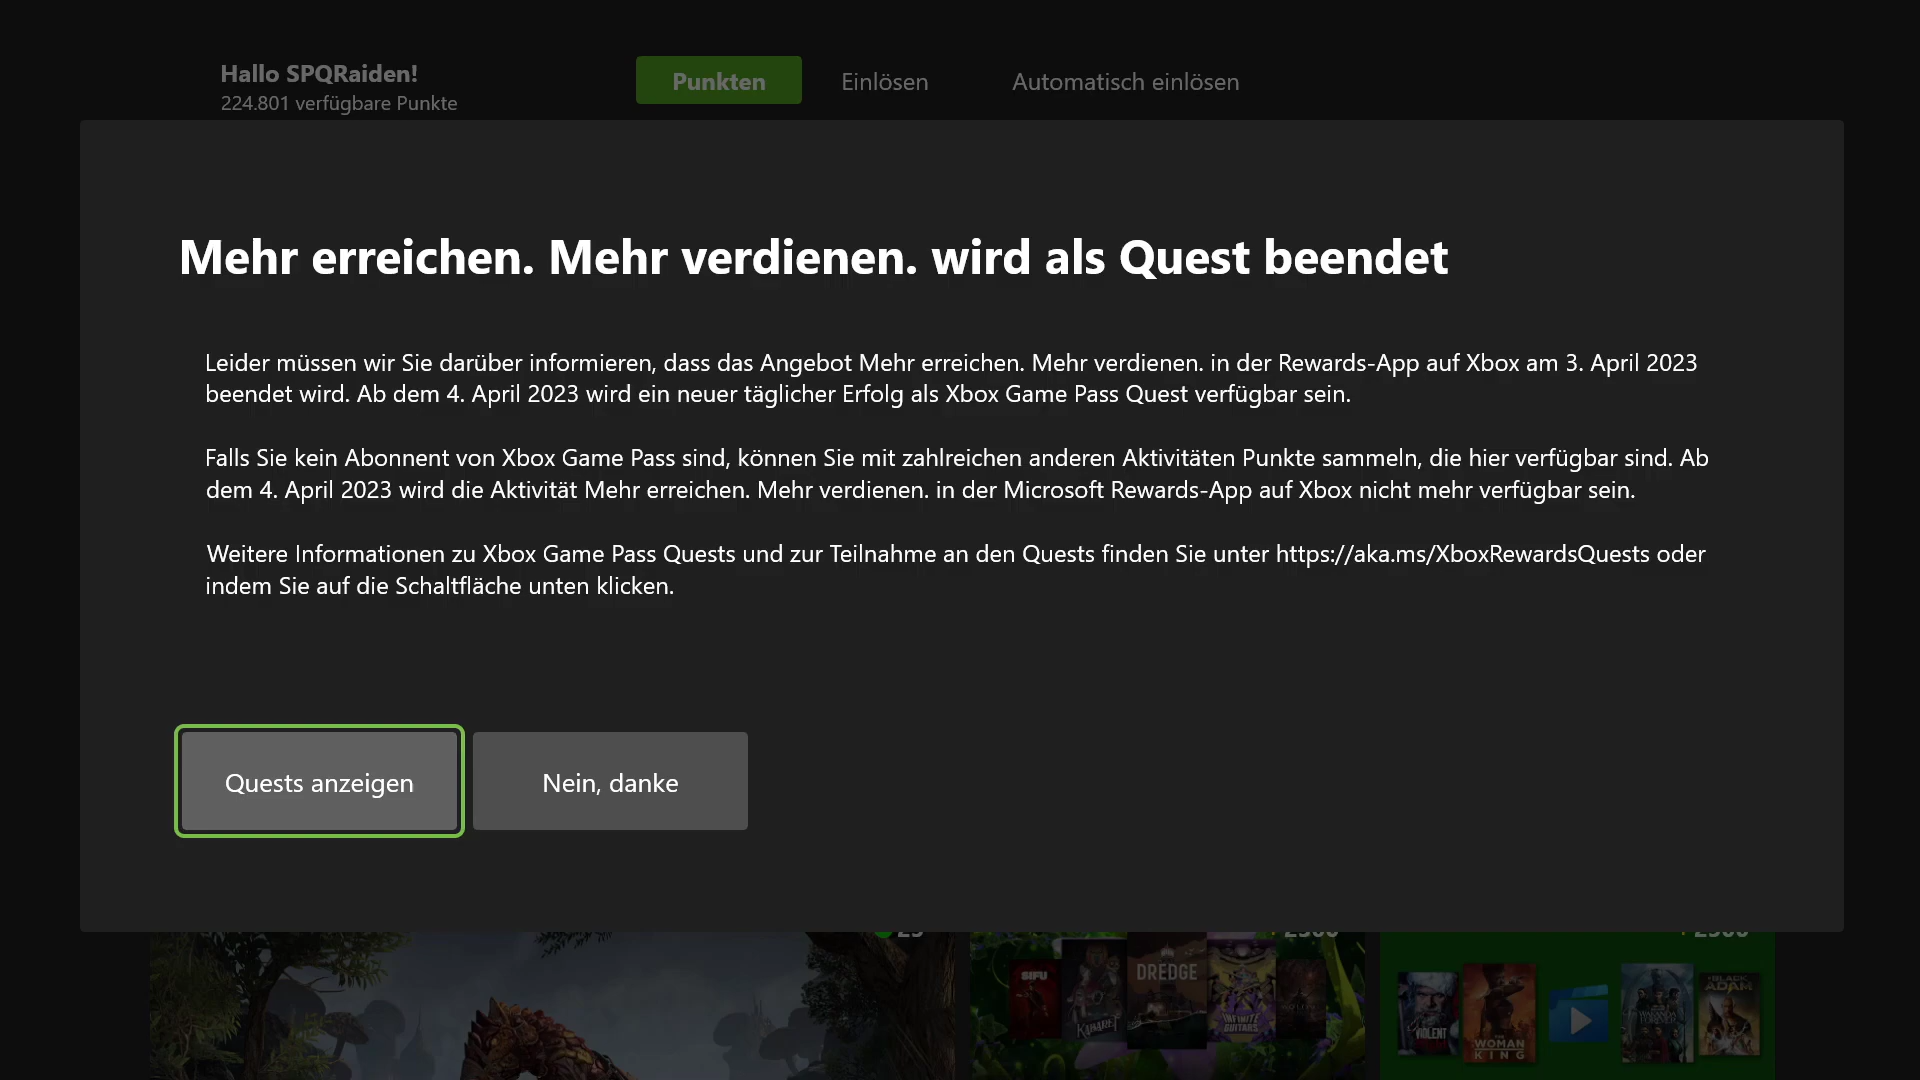 Hallo SPQRaiden!
224.801 verfügbare Punkte
Punkten
Einlösen
Automatisch einlösen
Mehr erreichen. Mehr verdienen. wird als Quest beendet
Leider müssen wir Sie darüber informieren, dass das Angebot Mehr erreichen. Mehr verdienen. in der Rewards-App auf Xbox am 3. April 2023
beendet wird. Ab dem 4. April 2023 wird ein neuer täglicher Erfolg als Xbox Game Pass Quest verfügbar sein.
Falls Sie kein Abonnent von Xbox Game Pass sind, können Sie mit zahlreichen anderen Aktivitäten Punkte sammeln, die hier verfügbar sind. Ab
dem 4. April 2023 wird die Aktivität Mehr erreichen. Mehr verdienen. in der Microsoft Rewards-App auf Xbox nicht mehr verfügbar sein.
Weitere Informationen zu Xbox Game Pass Quests und zur Teilnahme an den Quests finden Sie unter https://aka.ms/XboxRewardsQuests oder
indem Sie auf die Schaltfläche unten klicken.
Quests anzeigen
Nein, danke
SIFU
DREDGE
INFINITE
GUITARS
VIOLENT
THE
WOMAN
KING
BLACK
ADAM